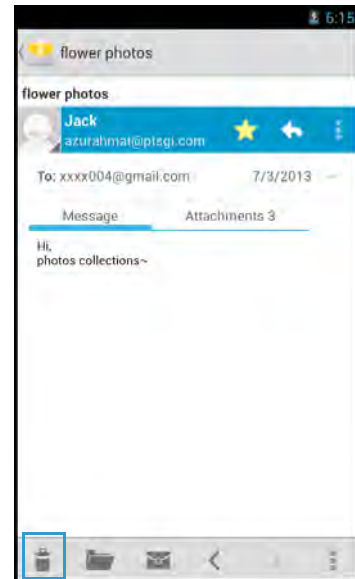 6:15
flower photos
flower photos
Jack
azurahmat@ptsgi.com
To: xxxx004@gmail.com 7/3/2013
Message Attachments 3
Hi,
photos collections~